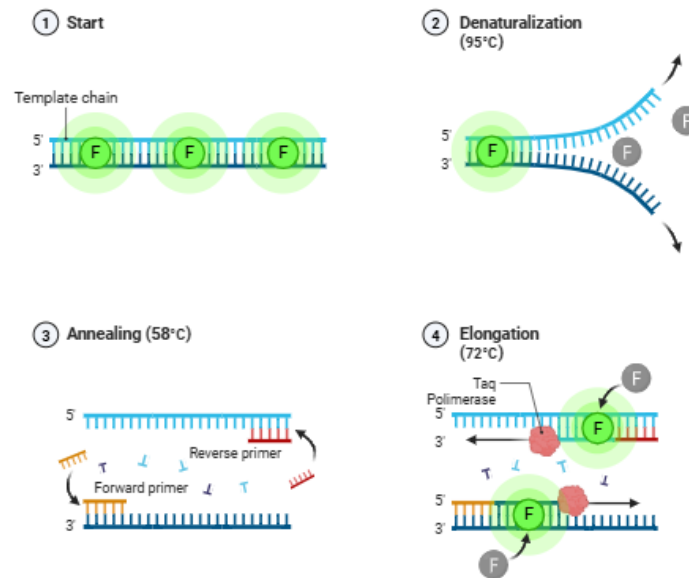 1 Start
Template chain
5'
F F F
3'
2 Denaturalization
(95°C)
5'
F F F
3'
3 Annealing (58°C)
5'
Reverse primer
Forward primer
3'
4 Elongation
(72°C)
Taq
Polimerase
F
5'
F
3'
5'
F
3'
F